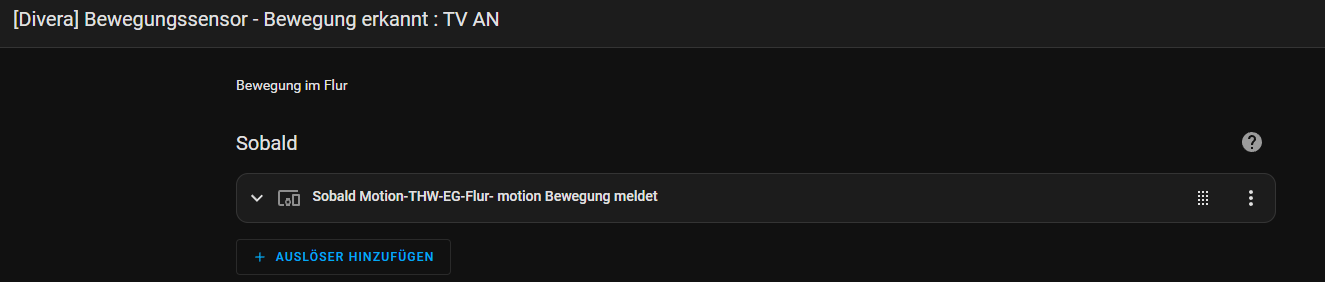 [Divera] Bewegungssensor - Bewegung erkannt : TV AN
Bewegung im Flur
Sobald
Sobald Motion-THW-EG-Flur- motion Bewegung meldet
+ AUSLÖSER HINZUFÜGEN